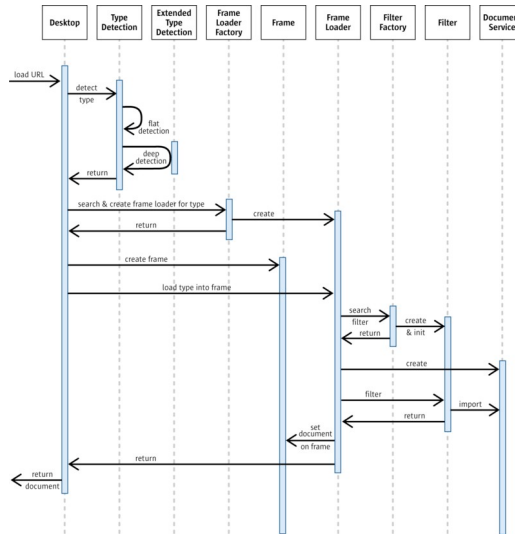 Desktop
Type
Detection
Extended
Type
Detection
Frame
Loader
Factory
Frame
Frame
Loader
Filter
Factory
Filter
Document
Service
load URL
detect
type
flat
detection
deep
detection
return
search & create frame loader for type
create
return
create frame
load type into frame
search
filter
create
& init
return
create
filter
import
return
set
document
on frame
return
return
document